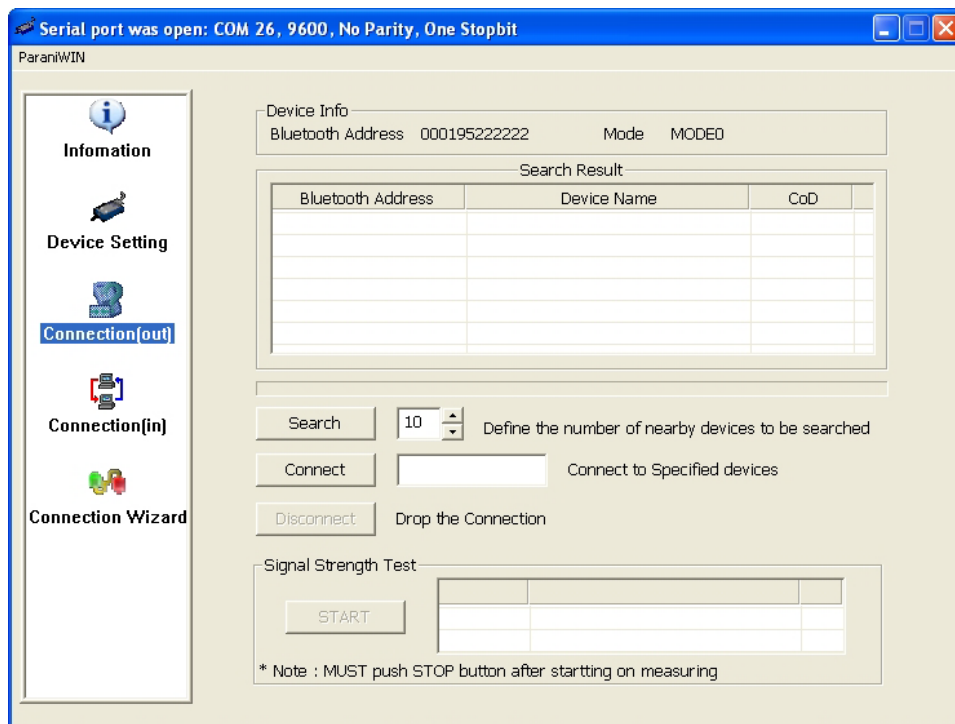 Serial port was open: COM 26, 9600, No Parity, One Stopbit
ParaniWIN
Infomation
Device Setting
Connection(out)
Connection(in)
Connection Wizard
Device Info
Bluetooth Address 000195222222 Mode MODE0
Search Result
Bluetooth Address Device Name CoD
Search 10 Define the number of nearby devices to be searched
Connect Connect to Specified devices
Disconnect Drop the Connection
Signal Strength Test
START
* Note : MUST push STOP button after startting on measuring